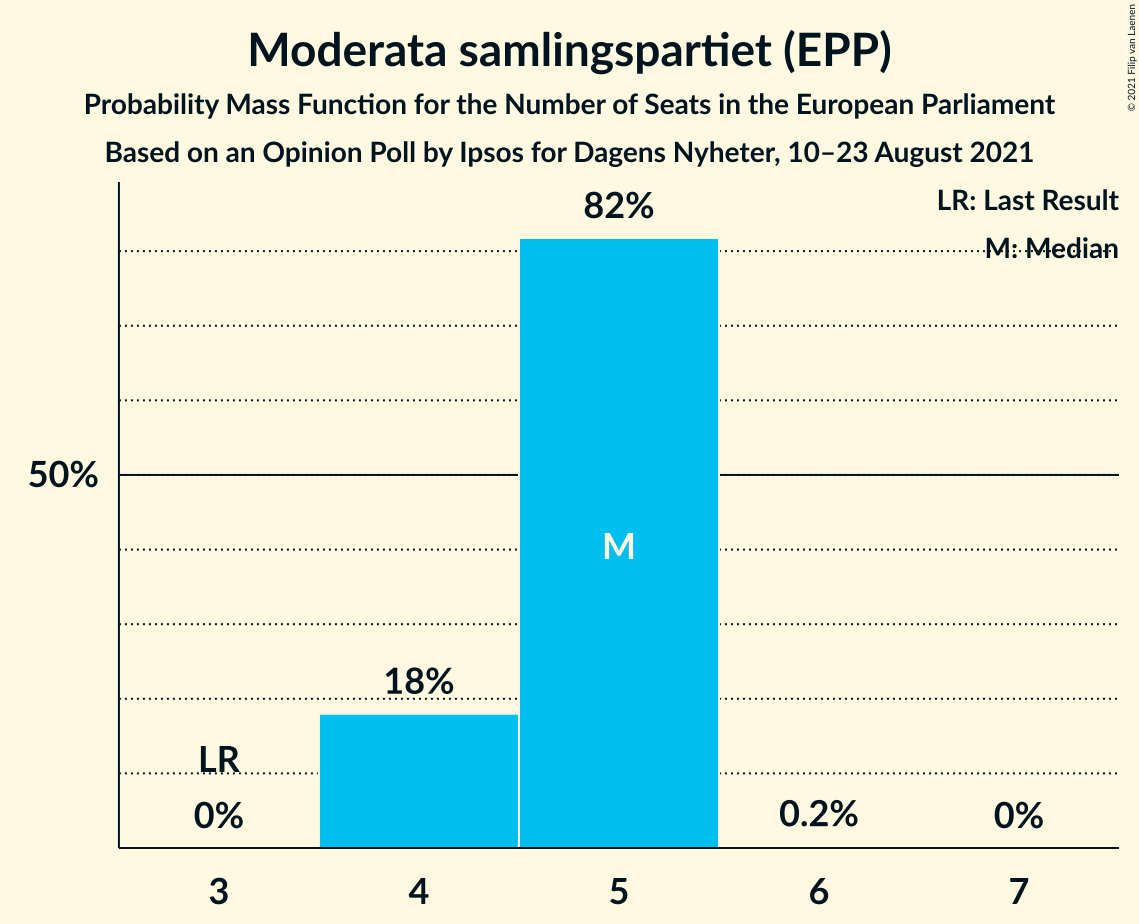 Moderata samlingspartiet (EPP)
Probability Mass Function for the Number of Seats in the European Parliament
Based on an Opinion Poll by Ipsos for Dagens Nyheter, 10–23 August 2021
© 2021 Filip van Laenen
82%
LR: Last Result
M: Median
50%
M
18%
LR
0%
0.2%
0%
3 4 5 6 7